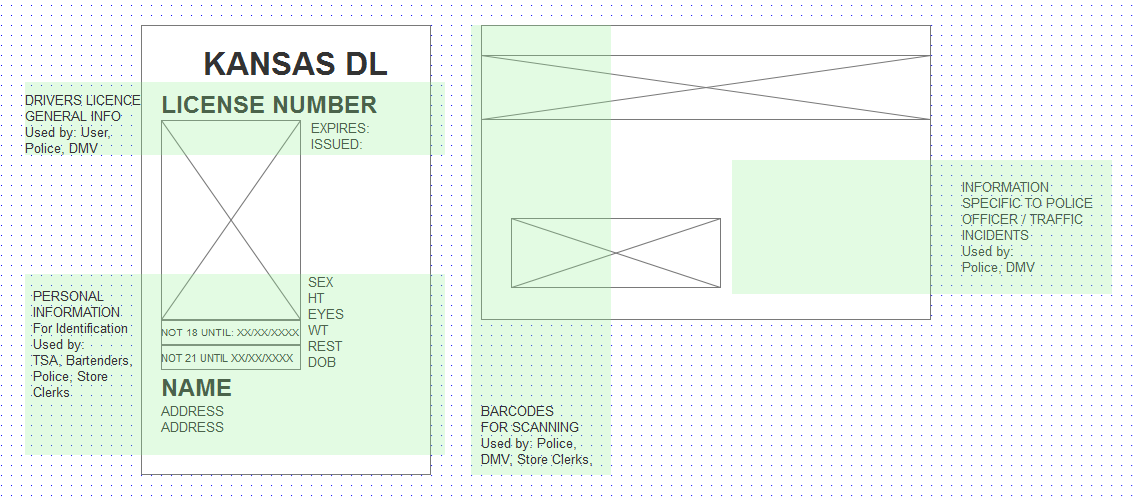 KANSAS DL
DRIVERS LICENCE
GENERAL INFO
Used by: User,
Police, DMV
LICENSE NUMBER
EXPIRES:
ISSUED:
PERSONAL
INFORMATION
For Identification
Used by:
TSA, Bartenders,
Police, Store
Clerks
SEX
HT
EYES
WT
REST
DOB
NOT 18 UNTIL: XX/XX/XXXX
NOT 21 UNTIL XX/XX/XXXX
NAME
ADDRESS
ADDRESS
INFORMATION
SPECIFIC TO POLICE
OFFICER / TRAFFIC
INCIDENTS
Used by:
Police, DMV
BARCODES
FOR SCANNING
Used by: Police,
DMV, Store Clerks,